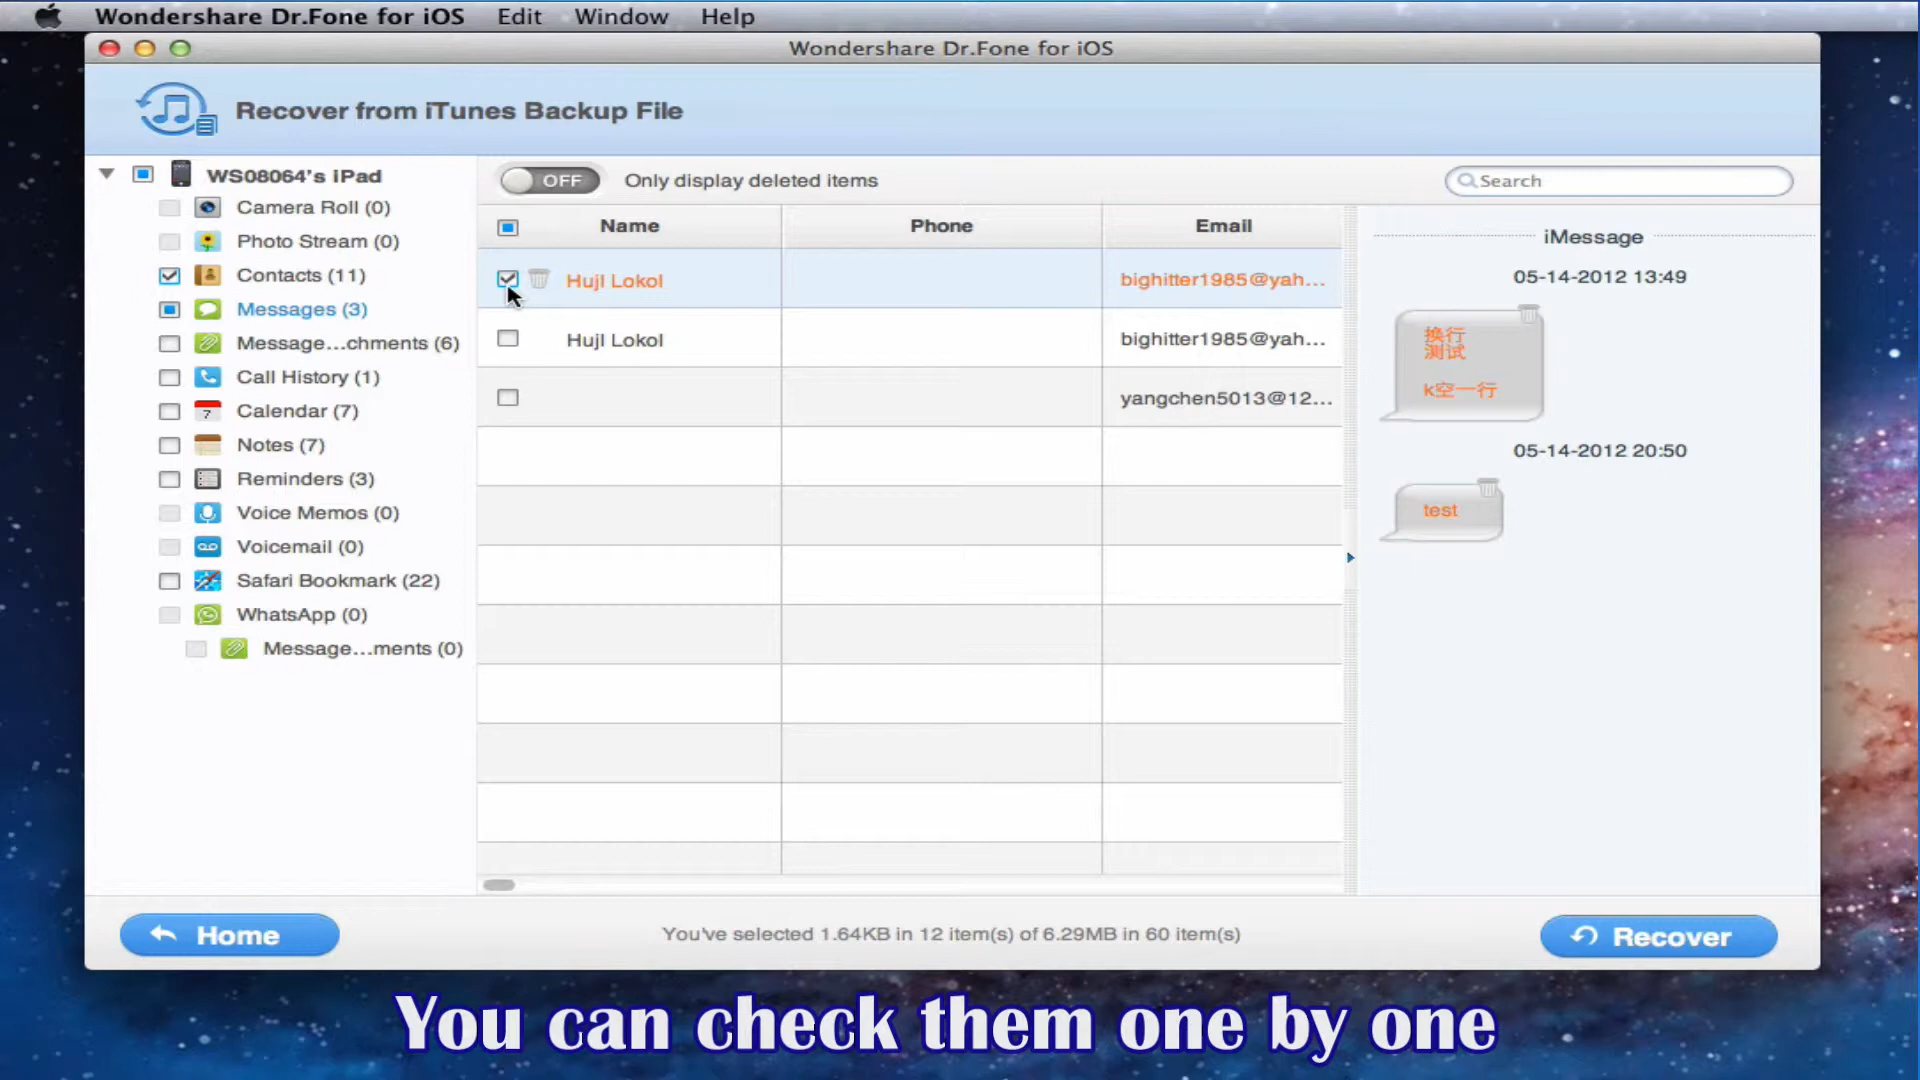 Wondershare Dr.Fone for iOS Edit Window Help
Wondershare Dr.Fone for iOS
Recover from iTunes Backup File
WS08064's iPad
Camera Roll (0)
Photo Stream (0)
Contacts (11)
Messages (3)
Message...chments (6)
Call History (1)
Calendar (7)
7
Notes (7)
Reminders (3)
Voice Memos (0)
Voicemail (0)
Safari Bookmark (22)
WhatsApp (0)
Message...ments (0)
OFF Only display deleted items
Search
Name Phone Email
Hujl Lokol bighitter1985@yah...
Hujl Lokol bighitter1985@yah...
yangchen5013@12...
iMessage
05-14-2012 13:49
换行
测试
k空一行
05-14-2012 20:50
test
Home
You've selected 1.64KB in 12 item(s) of 6.29MB in 60 item(s)
Recover
You can check them one by one